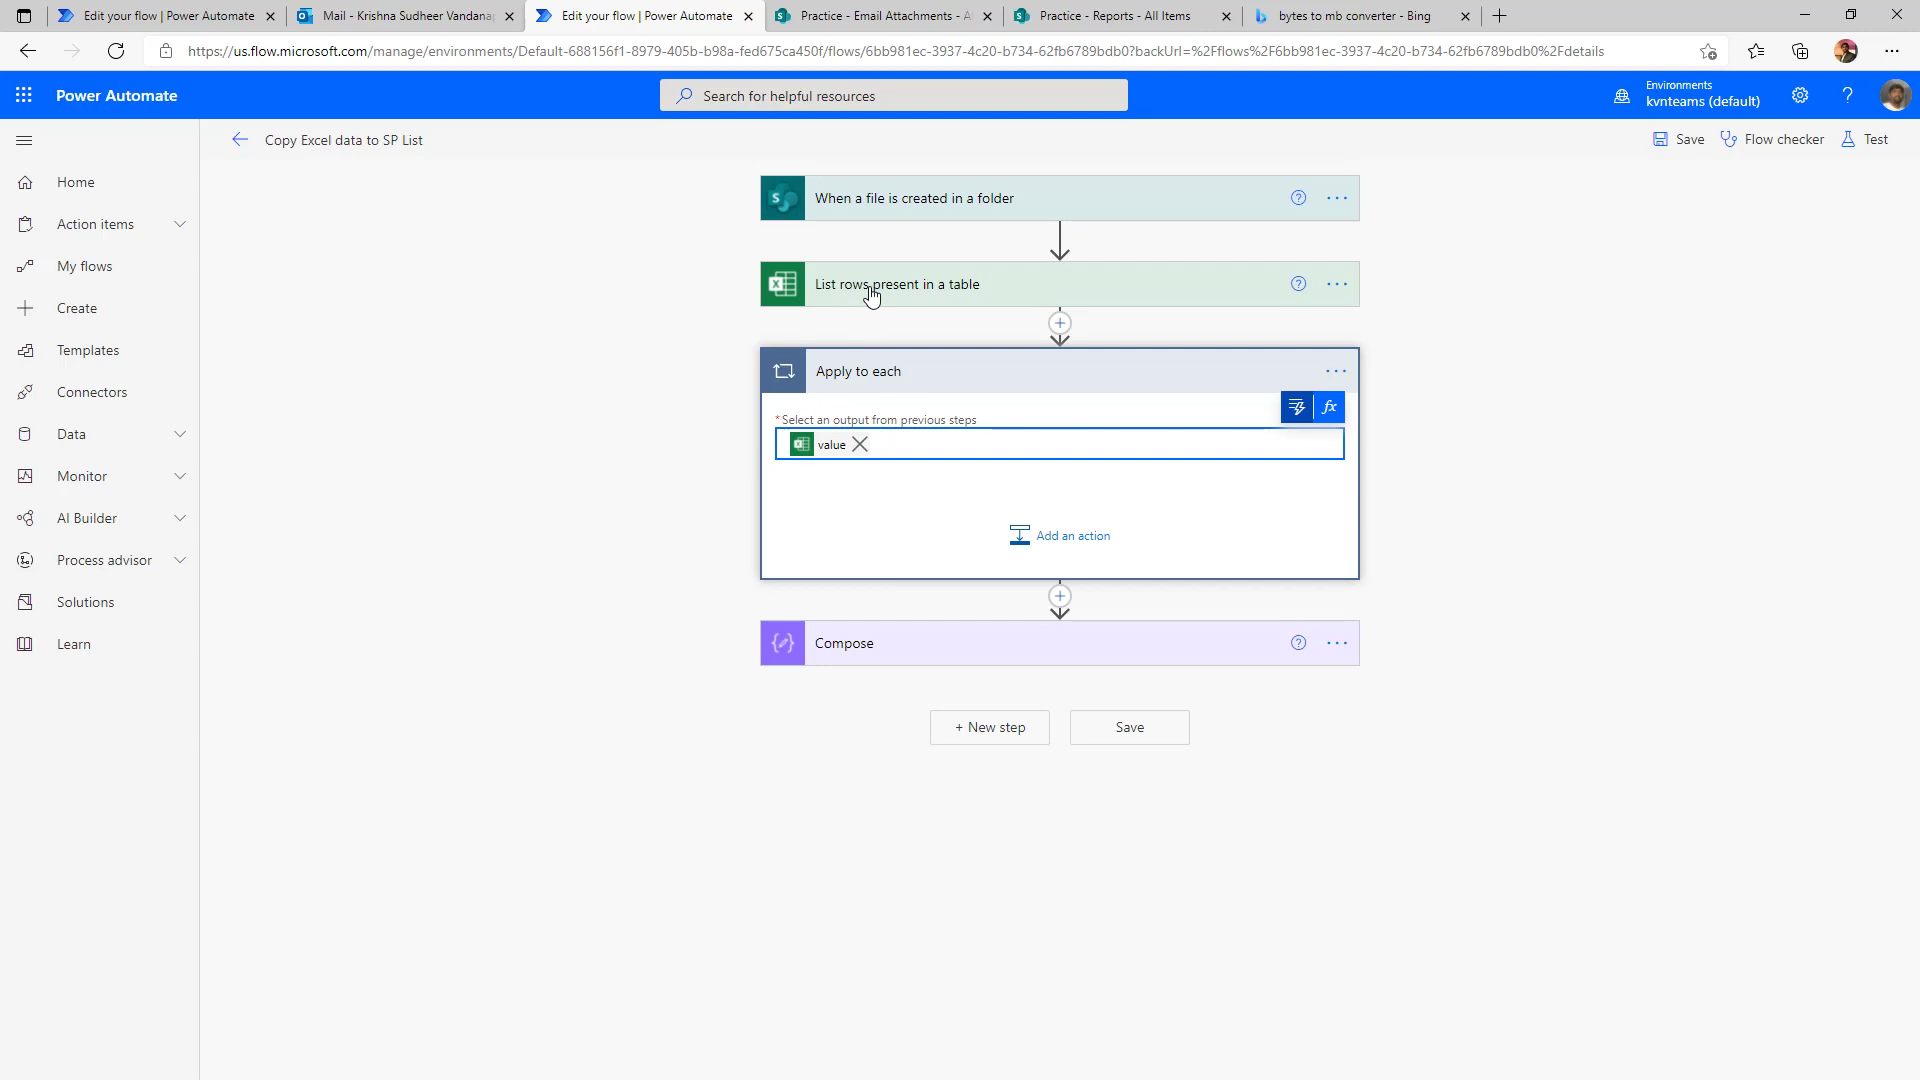 Edit your flow | Power Automate
Mail - Krishna Sudheer Vandana
Edit your flow | Power Automate
Practice - Email Attachments - A
Practice - Reports - All Items
bytes to mb converter - Bing
https://us.flow.microsoft.com/manage/environments/Default-688156f1-8979-405b-b98a-fed675ca450f/flows/6bb981ec-3937-4c20-b734-62fb6789bdb0?backUrl=%2Fflows%2F6bb981ec-3937-4c20-b734-62fb6789bdb0%2Fdetails
Power Automate
Search for helpful resources
Environments
kvnteams (default)
Copy Excel data to SP List
Save
Flow checker
Test
Home
Action items
My flows
Create
Templates
Connectors
Data
Monitor
AI Builder
Process advisor
Solutions
Learn
When a file is created in a folder
List rows present in a table
Apply to each
fx
* Select an output from previous steps
value
Add an action
Compose
+ New step
Save